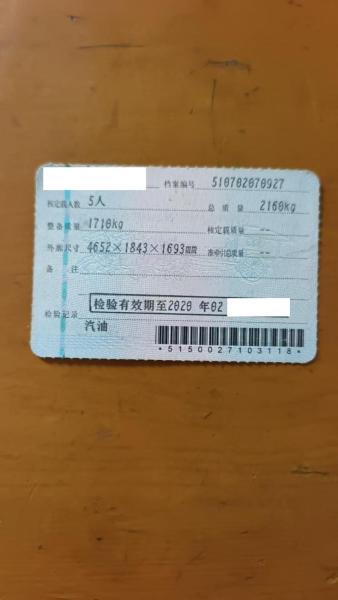 档案编号 510702070927
核定载人数 5人 总质量 2160kg
整备质量 1710kg 核定载质量 --
外廓尺寸 4652×1843×1693mm 准牵引总质量 --
备注
检验有效期至2020 年02
检验记录
汽油
*5150027103118*